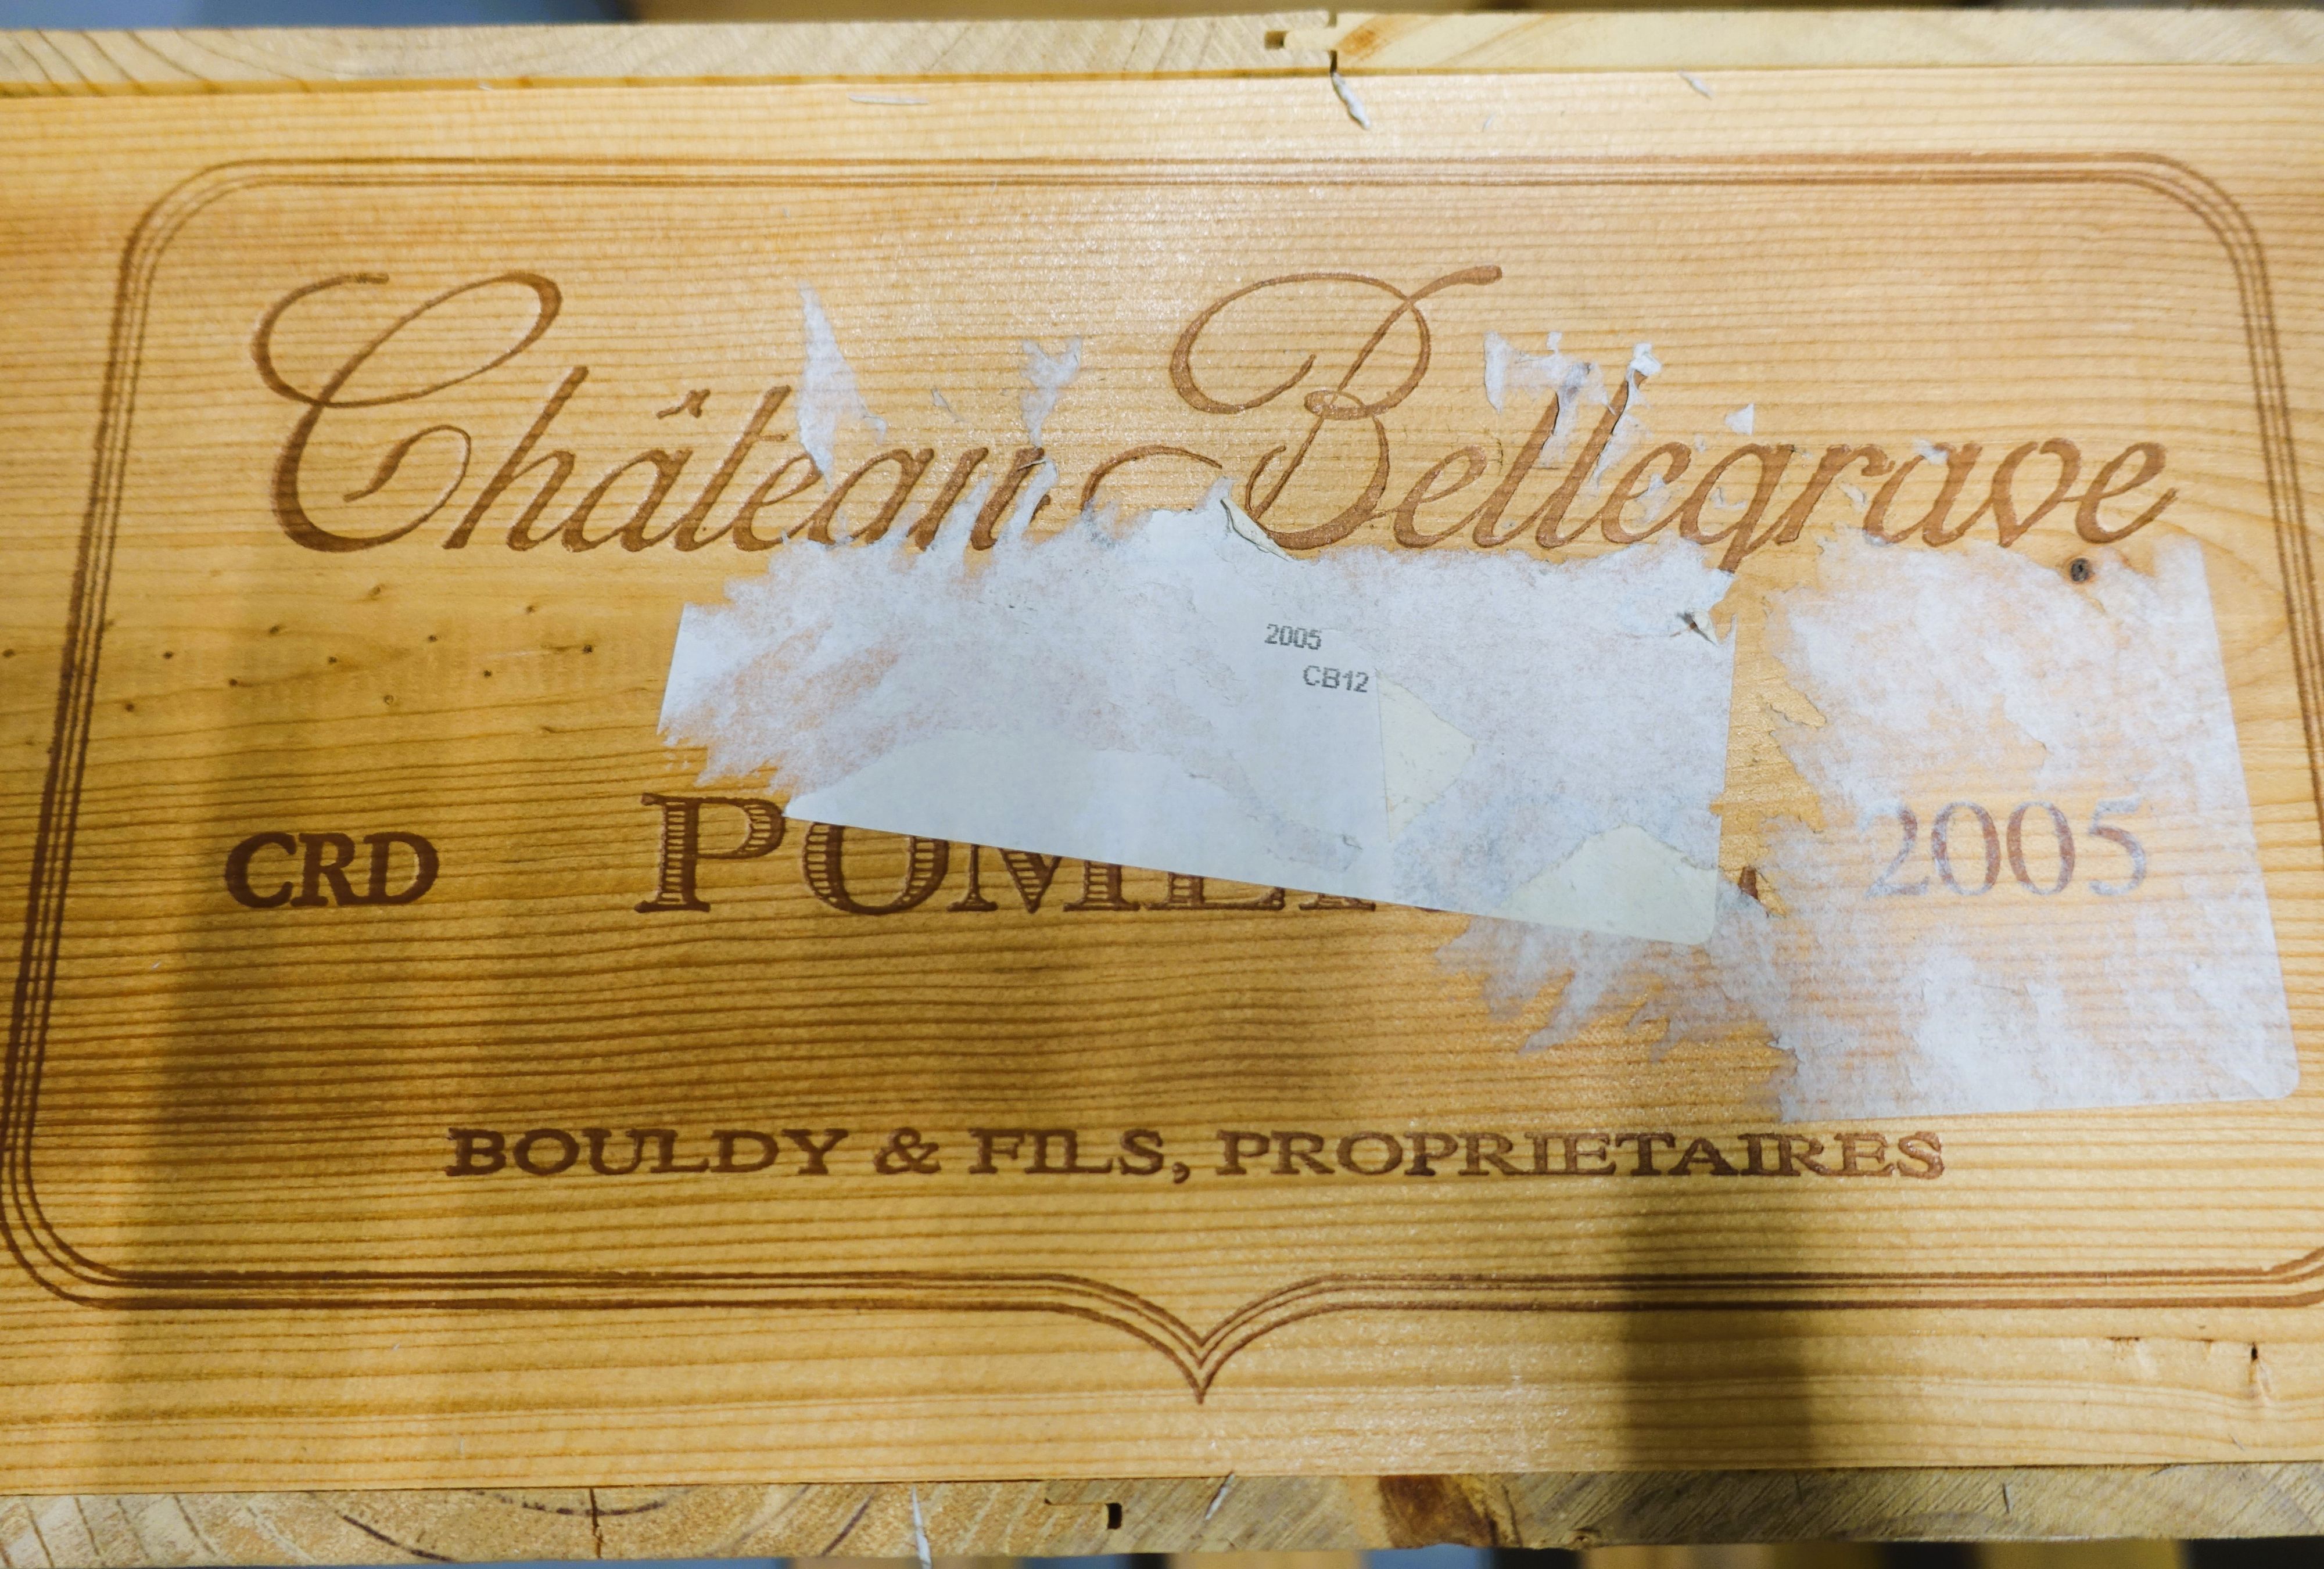 Château Bellegrave
2005
CB12
CRD 2005
BOULDY & FILS, PROPRIETAIRES